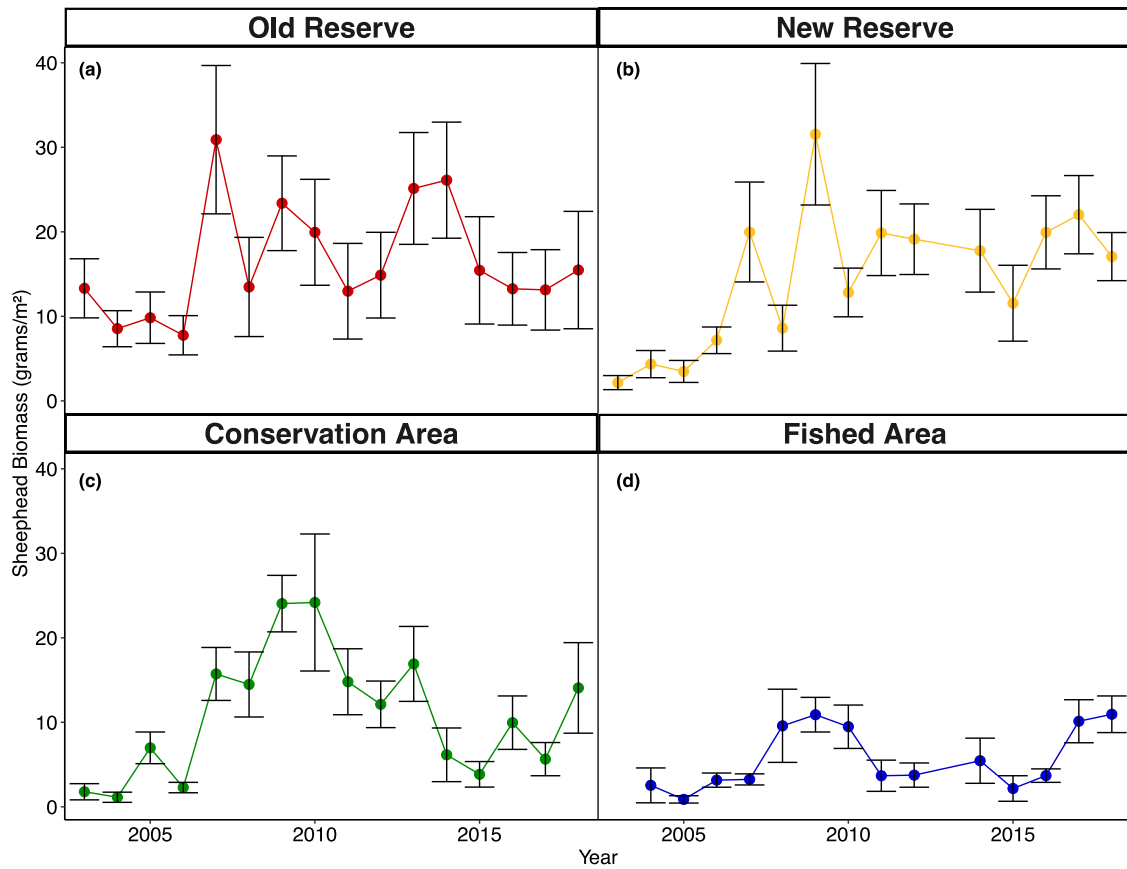 Old Reserve
New Reserve
(a)
(b)
40
30
20
10
0
Conservation Area
Fished Area
(c)
(d)
40
30
20
10
0
Sheephead Biomass (grams/m²)
2005
2010
2015
2005
2010
2015
Year